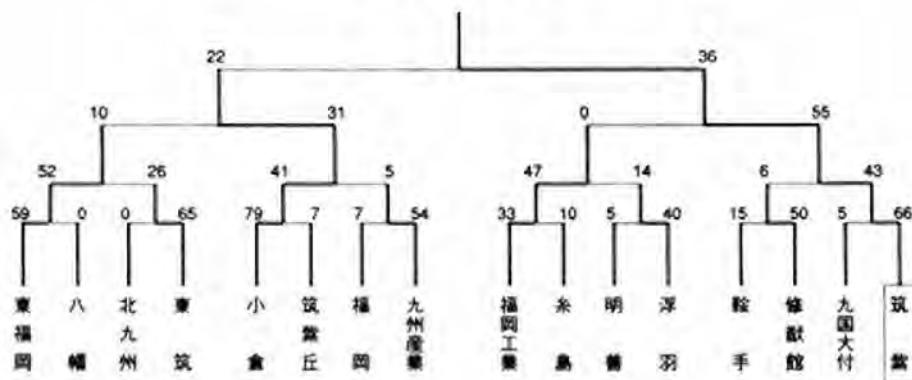 22 36
10 31 0 55
52 26 41 5 47 14 6 43
59 0 0 65 79 7 7 54 33 10 5 40 15 50 5 66
東福岡
八幡
北九州
東筑
小倉
筑紫丘
福岡
九州産業
福岡工業
糸島
明善
浮羽
鞍手
修猷館
九国大付
筑紫